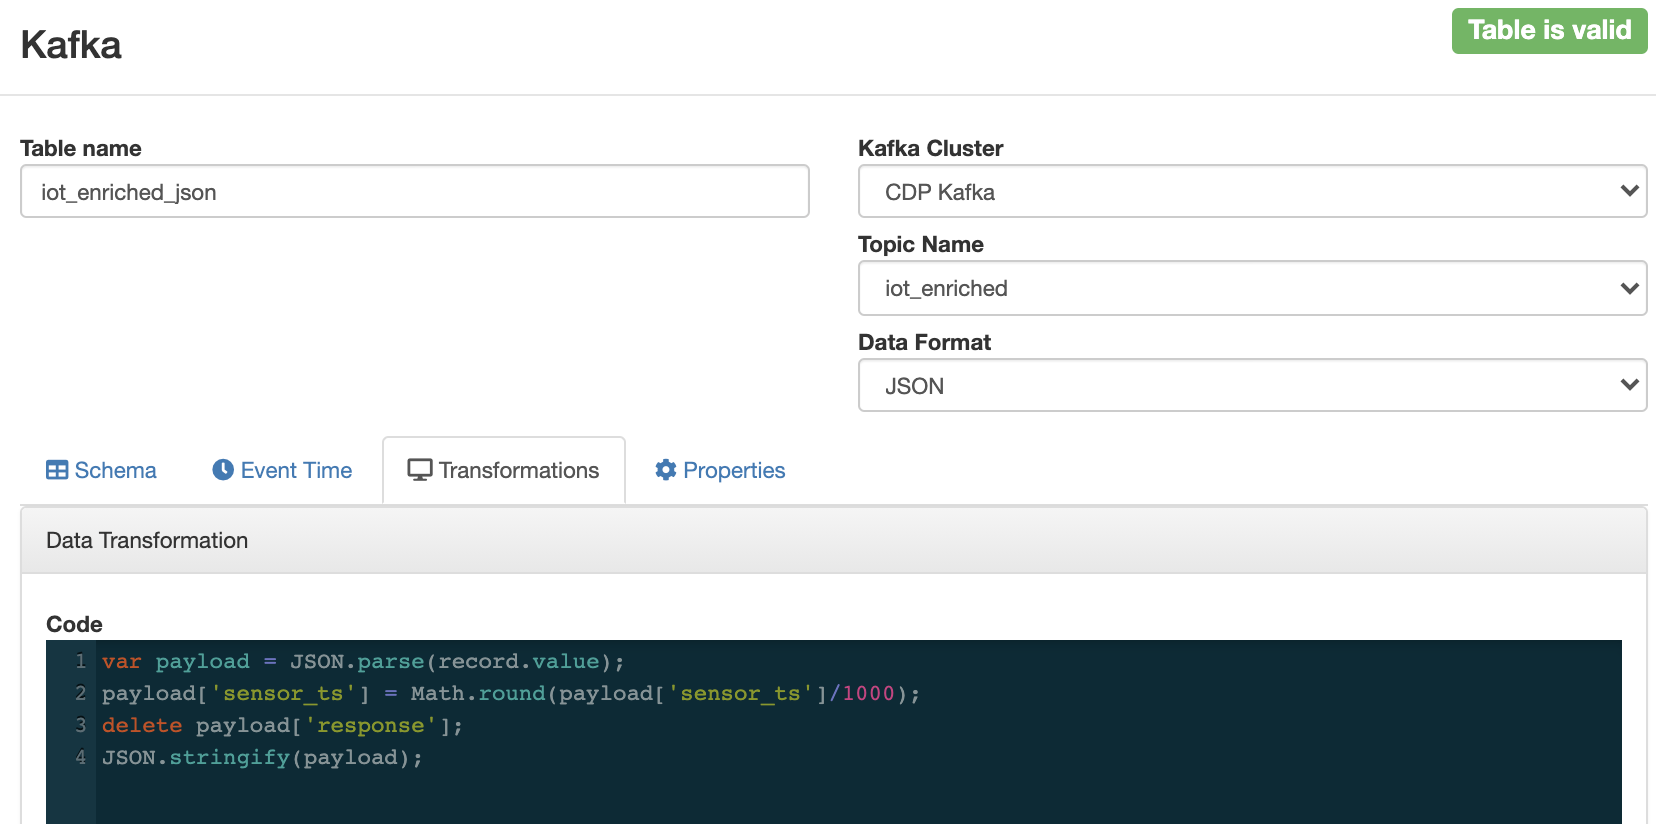 Kafka
Table is valid
Table name
iot_enriched_json
Kafka Cluster
CDP Kafka
Topic Name
iot_enriched
Data Format
JSON
Schema
Event Time
Transformations
Properties
Data Transformation
Code
1 var payload = JSON.parse(record.value);
2 payload['sensor_ts'] = Math.round(payload['sensor_ts']/1000);
3 delete payload['response'];
4 JSON.stringify(payload);